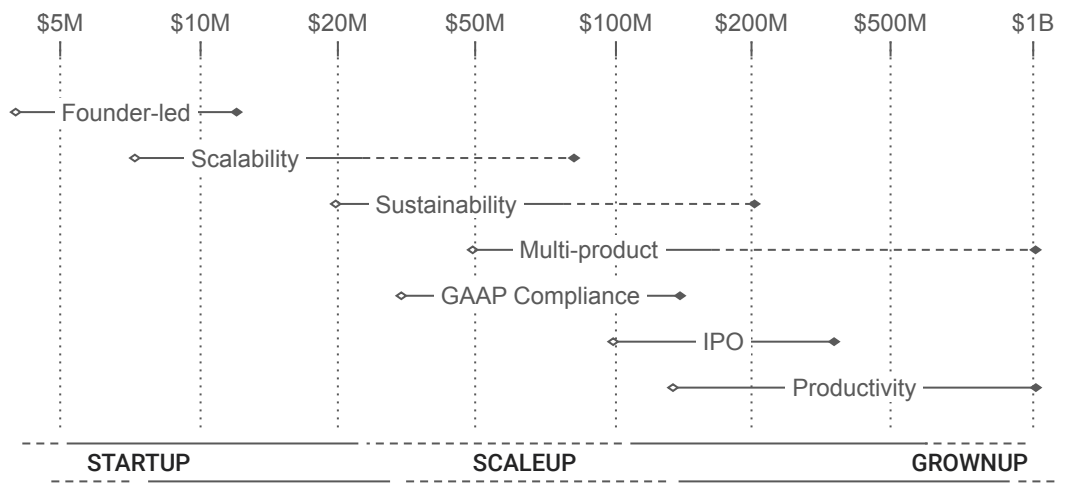 $5M $10M $20M $50M $100M $200M $500M $1B
Founder-led
Scalability
Sustainability
Multi-product
GAAP Compliance
IPO
Productivity
STARTUP SCALEUP GROWNUP